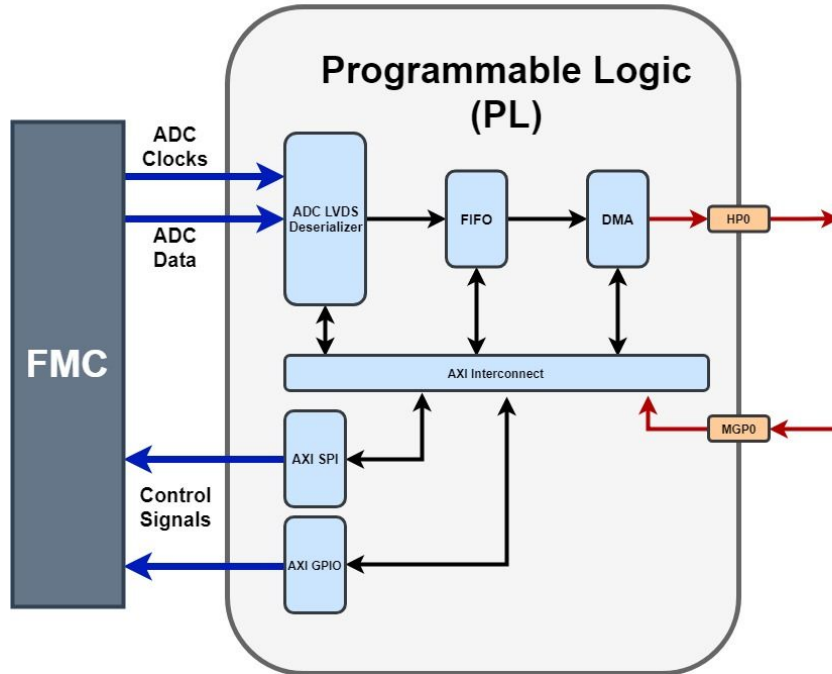 Programmable Logic
(PL)
ADC
Clocks
ADC
Data
FMC
Control
Signals
ADC LVDS
Deserializer
FIFO
DMA
HP0
AXI Interconnect
MGP0
AXI SPI
AXI GPIO